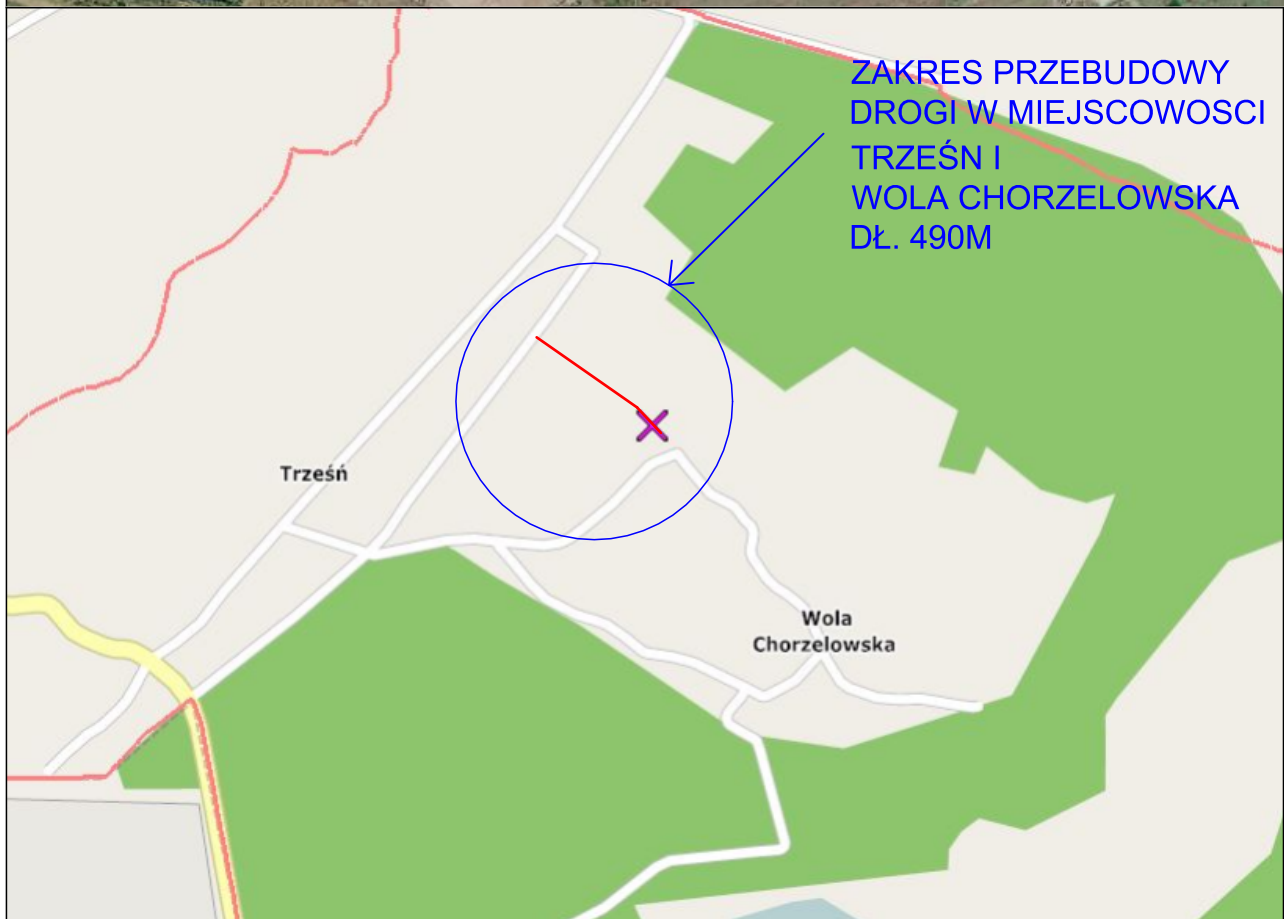 ZAKRES PRZEBUDOWY
DROGI W MIEJSCOWOSCI
TRZEŚN I
WOLA CHORZELOWSKA
DŁ. 490M
Trześń
Wola
Chorzelowska